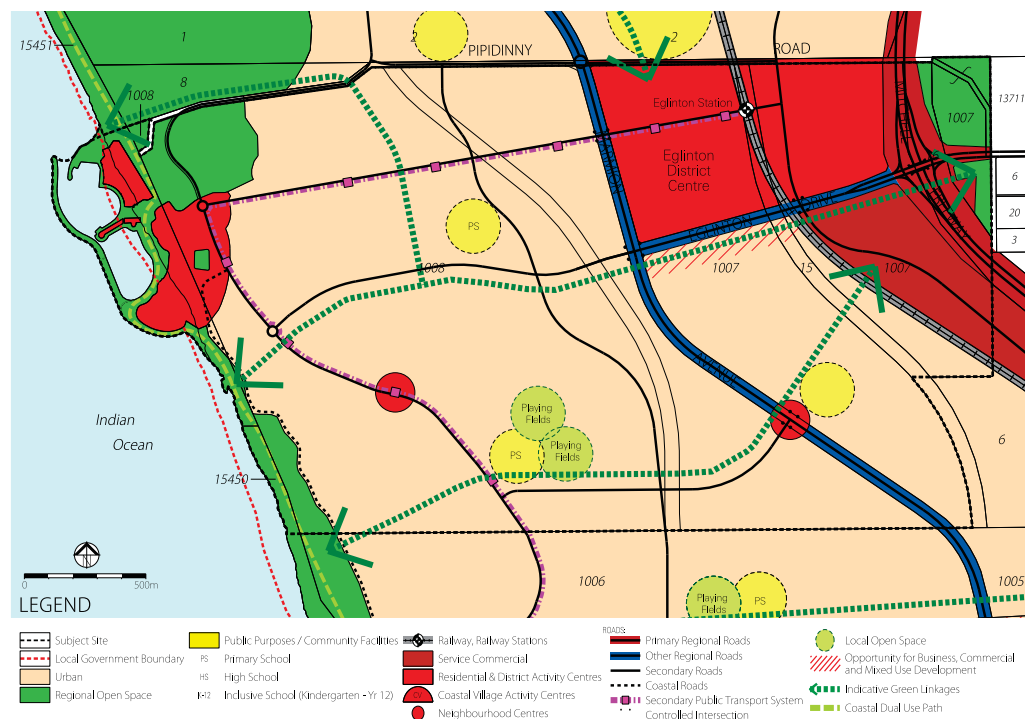 15451
1
2
PIPIDINNY
2
ROAD
8
1008
Eglinton Station
13711
1007
Eglinton
District
Centre
6
20
3
PS
DRIVE
1008
1007
15
1007
AVENUE
Indian
Ocean
Playing
Fields
PS
Playing
Fields
6
15450
1006
Playing
Fields
PS
1005
0
500m
LEGEND
Subject Site
Local Government Boundary
Urban
Regional Open Space
Public Purposes / Community Facilities
PS Primary School
HS High School
K-12 Inclusive School (Kindergarten - Yr 12)
Railway, Railway Stations
Service Commercial
Residential & District Activity Centres
CV Coastal Village Activity Centres
Neighbourhood Centres
ROADS:
Primary Regional Roads
Other Regional Roads
Secondary Roads
Coastal Roads
Secondary Public Transport System
Controlled Intersection
Local Open Space
Opportunity for Business, Commercial
and Mixed Use Development
Indicative Green Linkages
Coastal Dual Use Path